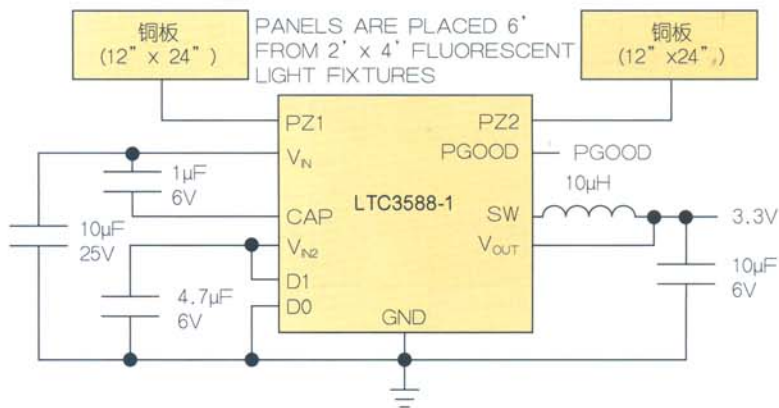 铜板
(12” x 24” )
PANELS ARE PLACED 6’
FROM 2’ x 4’ FLUORESCENT
LIGHT FIXTURES
铜板
(12” x24” )
PZ1
PZ2
VIN
PGOOD
PGOOD
1μF
6V
10μH
LTC3588-1
CAP
SW
3.3V
10μF
25V
VIN2
VOUT
D1
10μF
6V
4.7μF
6V
D0
GND